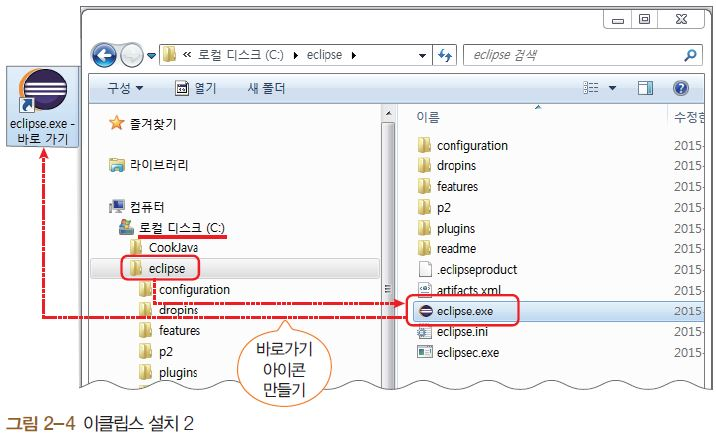 « 로컬 디스크 (C:) ▸ eclipse ▸
eclipse 검색
구성 ▾
열기
새 폴더
eclipse.exe -
바로 가기
즐겨찾기
라이브러리
컴퓨터
로컬 디스크 (C:)
CookJava
eclipse
configuration
dropins
features
p2
plugins
이름
수정한
configuration
2015-
dropins
2015-
features
2015-
p2
2015-
plugins
2015-
readme
2015-
.eclipseproduct
2015-
artifacts.xml
2015-
eclipse.exe
2015-
eclipse.ini
2015-
eclipsec.exe
2015-
바로가기
아이콘
만들기
그림 2-4 이클립스 설치 2